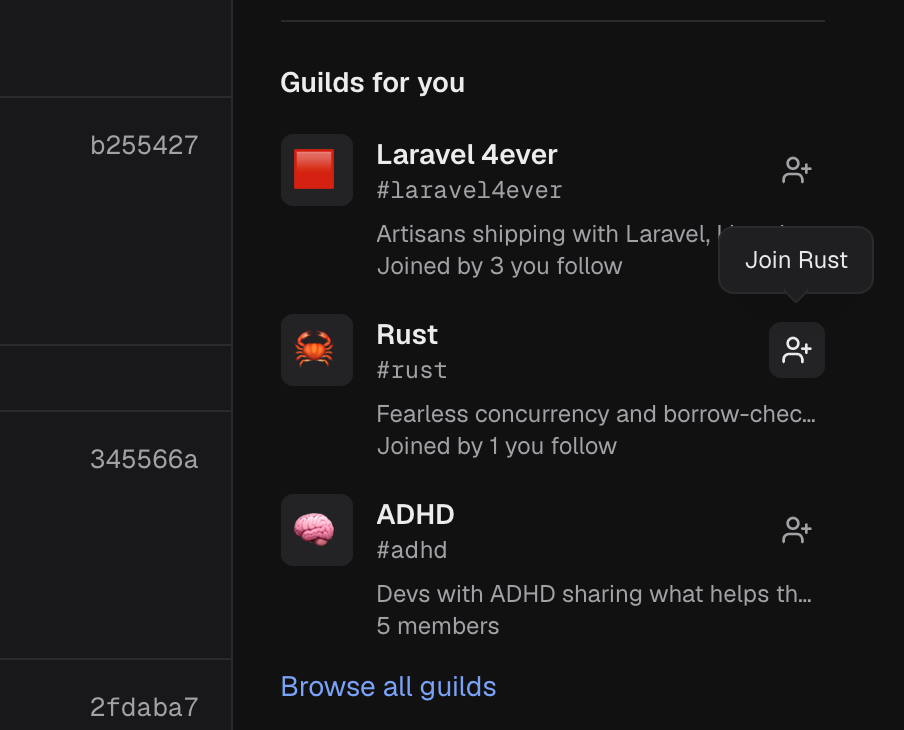 b255427
345566a
2fdaba7
Guilds for you
Laravel 4ever
#laravel4ever
Artisans shipping with Laravel,
Joined by 3 you follow
Join Rust
Rust
#rust
Fearless concurrency and borrow-chec…
Joined by 1 you follow
ADHD
#adhd
Devs with ADHD sharing what helps th…
5 members
Browse all guilds